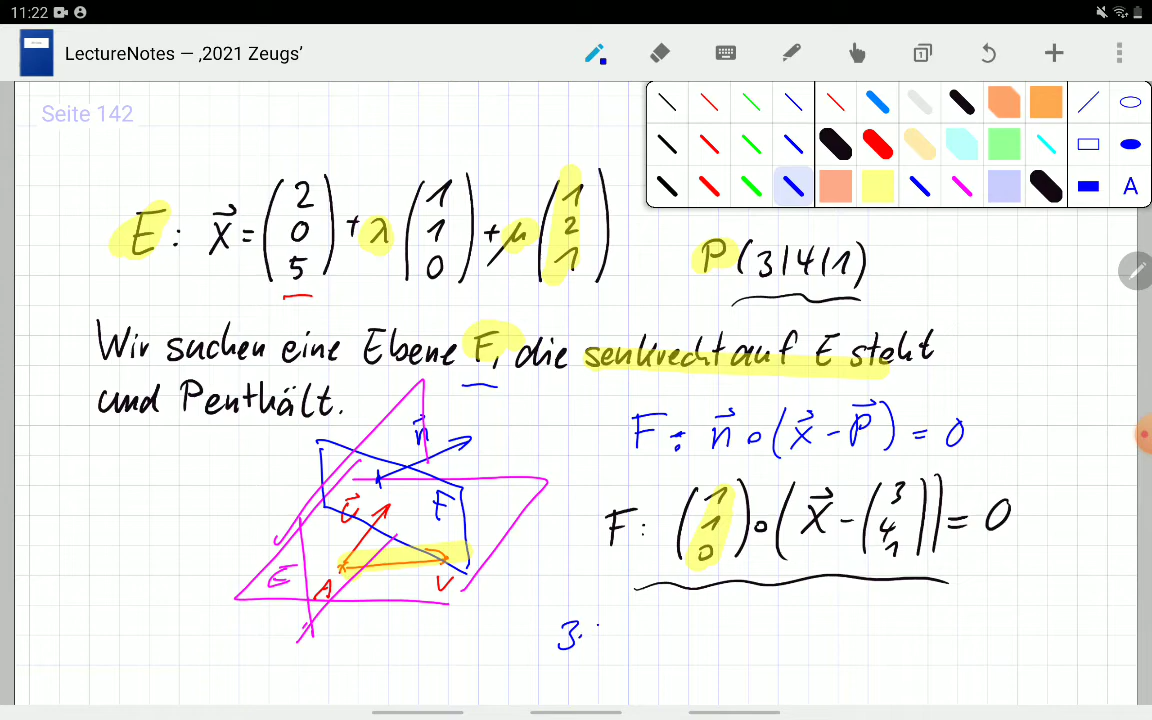 11:22
LectureNotes — ‚2021 Zeugs'
Seite 142
A
E: x⃗ = (2 0 5) + λ (1 1 0) + μ (1 2 1)
P(3|4|1)
Wir suchen eine Ebene F, die senkrecht auf E steht
und P enthält.
F: n⃗ ∘ (x⃗ - p⃗) = 0
F: (1 1 0) ∘ (x⃗ - (3 4 1)) = 0
n⃗
u⃗
F
E
A
v
3.